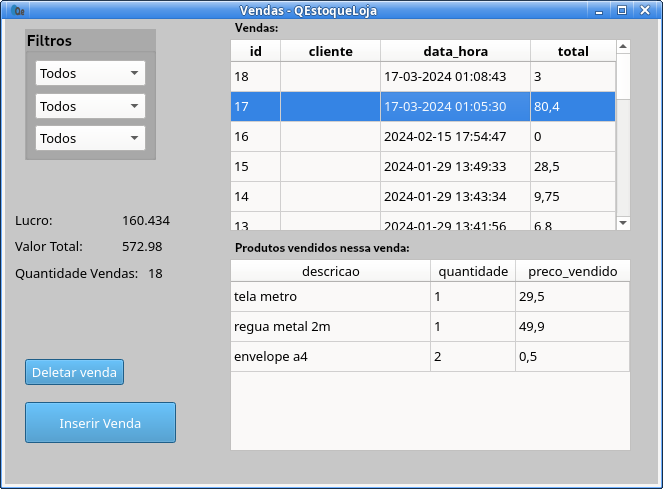 Vendas - QEstoqueLoja
Filtros
Todos
Todos
Todos
Lucro: 160.434
Valor Total: 572.98
Quantidade Vendas: 18
Deletar venda
Inserir Venda
Vendas:
id cliente data_hora total
18 17-03-2024 01:08:43 3
17 17-03-2024 01:05:30 80,4
16 2024-02-15 17:54:47 0
15 2024-01-29 13:49:33 28,5
14 2024-01-29 13:43:34 9,75
13 2024-01-29 13:41:56 6,8
Produtos vendidos nessa venda:
descricao quantidade preco_vendido
tela metro 1 29,5
regua metal 2m 1 49,9
envelope a4 2 0,5